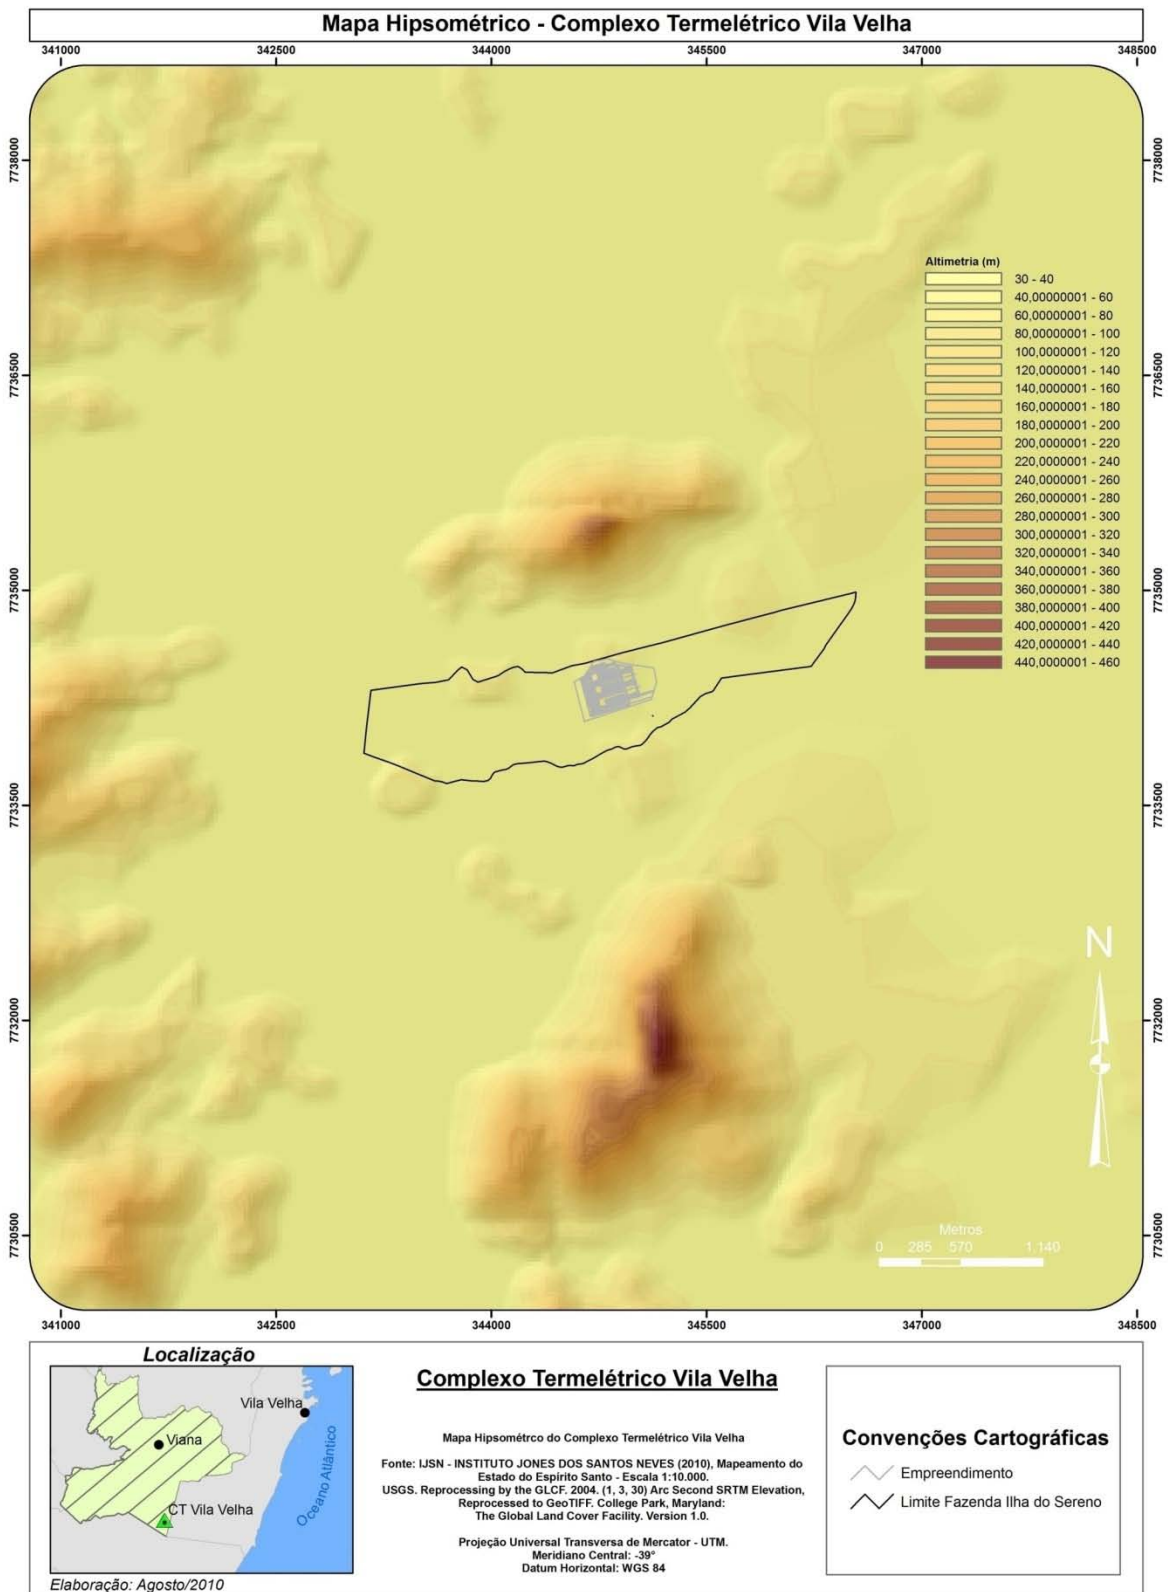 Mapa Hipsométrico - Complexo Termelétrico Vila Velha
341000 342500 344000 345500 347000 348500
7738000 7738000
7736500 7736500
7735000 7735000
7733500 7733500
7732000 7732000
7730500 7730500
Altimetria (m)
30 - 40
40,00000001 - 60
60,00000001 - 80
80,00000001 - 100
100,0000001 - 120
120,0000001 - 140
140,0000001 - 160
160,0000001 - 180
180,0000001 - 200
200,0000001 - 220
220,0000001 - 240
240,0000001 - 260
260,0000001 - 280
280,0000001 - 300
300,0000001 - 320
320,0000001 - 340
340,0000001 - 360
360,0000001 - 380
380,0000001 - 400
400,0000001 - 420
420,0000001 - 440
440,0000001 - 460
N
Metros
0 285 570 1.140
341000 342500 344000 345500 347000 348500
Localização
Vila Velha
Viana
CT Vila Velha
Oceano Atlântico
Elaboração: Agosto/2010
Complexo Termelétrico Vila Velha
Mapa Hipsométrco do Complexo Termelétrico Vila Velha
Fonte: IJSN - INSTITUTO JONES DOS SANTOS NEVES (2010), Mapeamento do
Estado do Espírito Santo - Escala 1:10.000.
USGS. Reprocessing by the GLCF. 2004. (1, 3, 30) Arc Second SRTM Elevation,
Reprocessed to GeoTIFF. College Park, Maryland:
The Global Land Cover Facility. Version 1.0.
Projeção Universal Transversa de Mercator - UTM.
Meridiano Central: -39°
Datum Horizontal: WGS 84
Convenções Cartográficas
Empreendimento
Limite Fazenda Ilha do Sereno